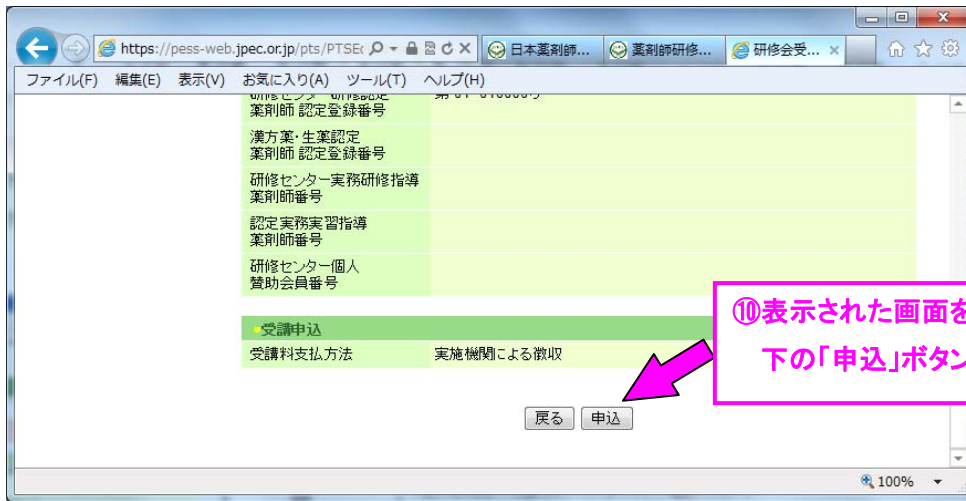 https://pess-web.jpec.or.jp/pts/PTSEc
日本薬剤師...
薬剤師研修...
研修会受...
ファイル(F) 編集(E) 表示(V) お気に入り(A) ツール(T) ヘルプ(H)
薬剤師 認定登録番号
漢方薬・生薬認定
薬剤師 認定登録番号
研修センター実務研修指導
薬剤師番号
認定実務実習指導
薬剤師番号
研修センター個人
賛助会員番号
受講申込
受講料支払方法 実施機関による徴収
⑩表示された画面を
下の「申込」ボタン
戻る 申込
100%